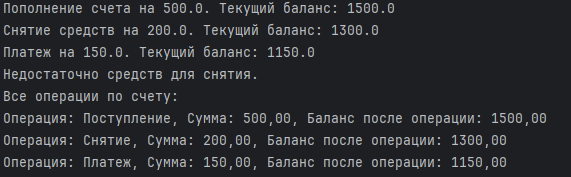 Пополнение счета на 500.0. Текущий баланс: 1500.0
Снятие средств на 200.0. Текущий баланс: 1300.0
Платеж на 150.0. Текущий баланс: 1150.0
Недостаточно средств для снятия.
Все операции по счету:
Операция: Поступление, Сумма: 500,00, Баланс после операции: 1500,00
Операция: Снятие, Сумма: 200,00, Баланс после операции: 1300,00
Операция: Платеж, Сумма: 150,00, Баланс после операции: 1150,00